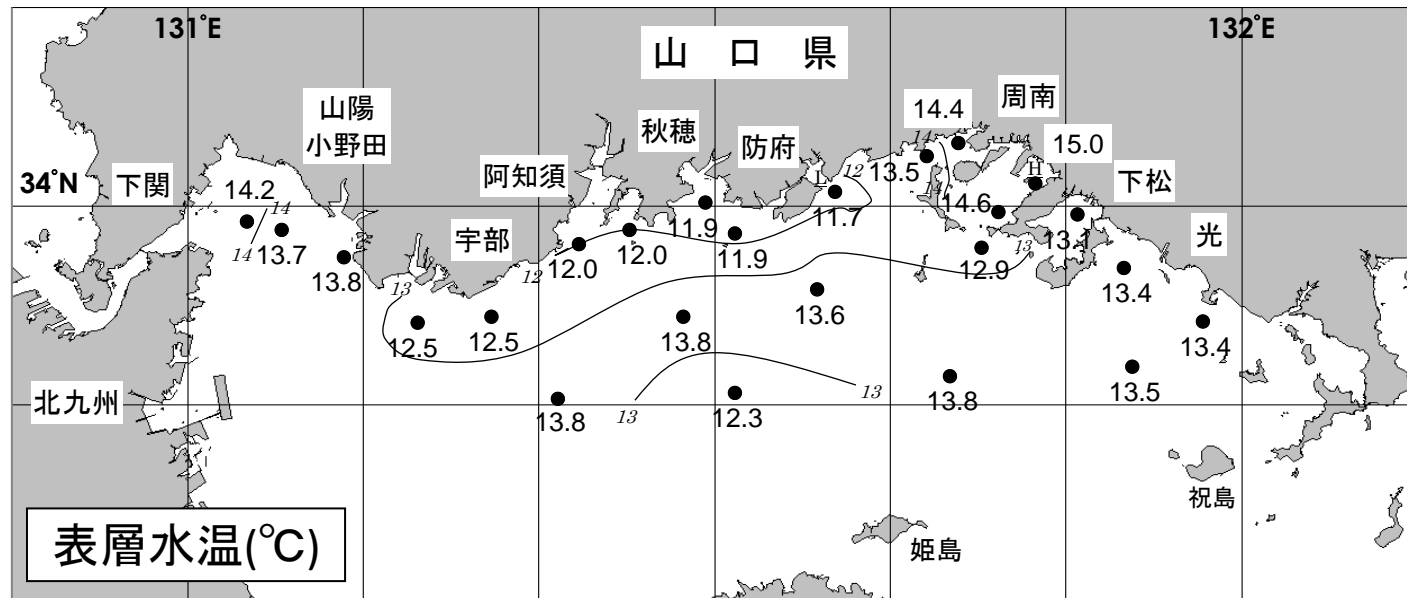 131°E
132°E
山 口 県
山陽
小野田
秋穂
防府
14.4
周南
14
15.0
34°N
下関
14.2
14
14
13.7
13.8
阿知須
宇部
12
12.0
12.0
11.9
11.9
L
12
11.7
13.5
14
14.6
H
下松
13.1
12.9
13
光
13.4
13.4
2
13
12.5
12.5
13.8
13.6
13.5
13.8
北九州
13.8
13
12.3
13
祝島
姫島
表層水温(℃)